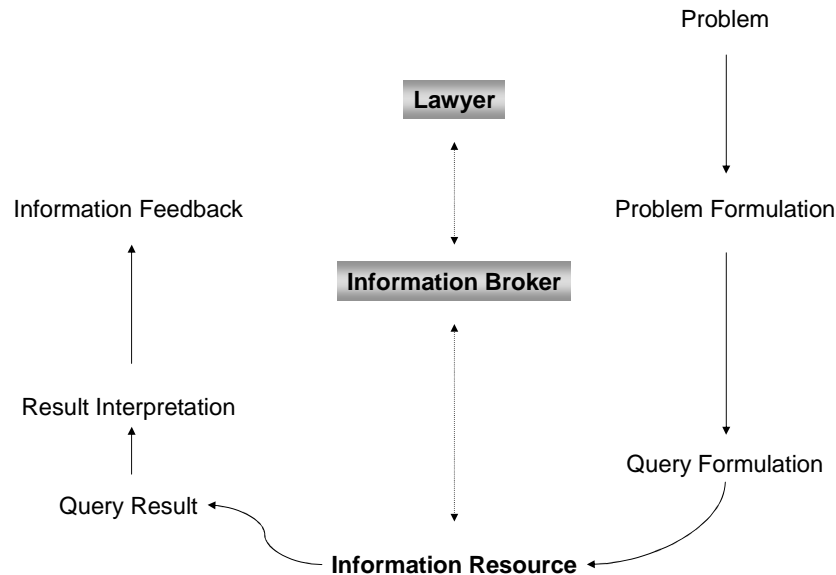 Problem
Lawyer
Information Feedback
Problem Formulation
Information Broker
Result Interpretation
Query Formulation
Query Result
Information Resource